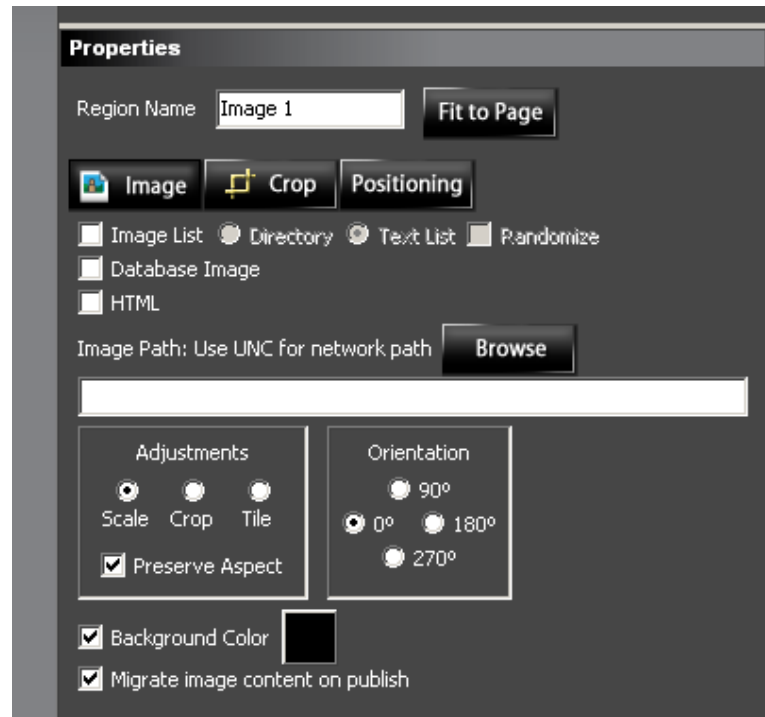 Properties
Region Name Image 1 Fit to Page
Image Crop Positioning
Image List Directory Text List Randomize
Database Image
HTML
Image Path: Use UNC for network path Browse
Adjustments
Scale Crop Tile
Preserve Aspect
Orientation
90º
0º 180º
270º
Background Color
Migrate image content on publish